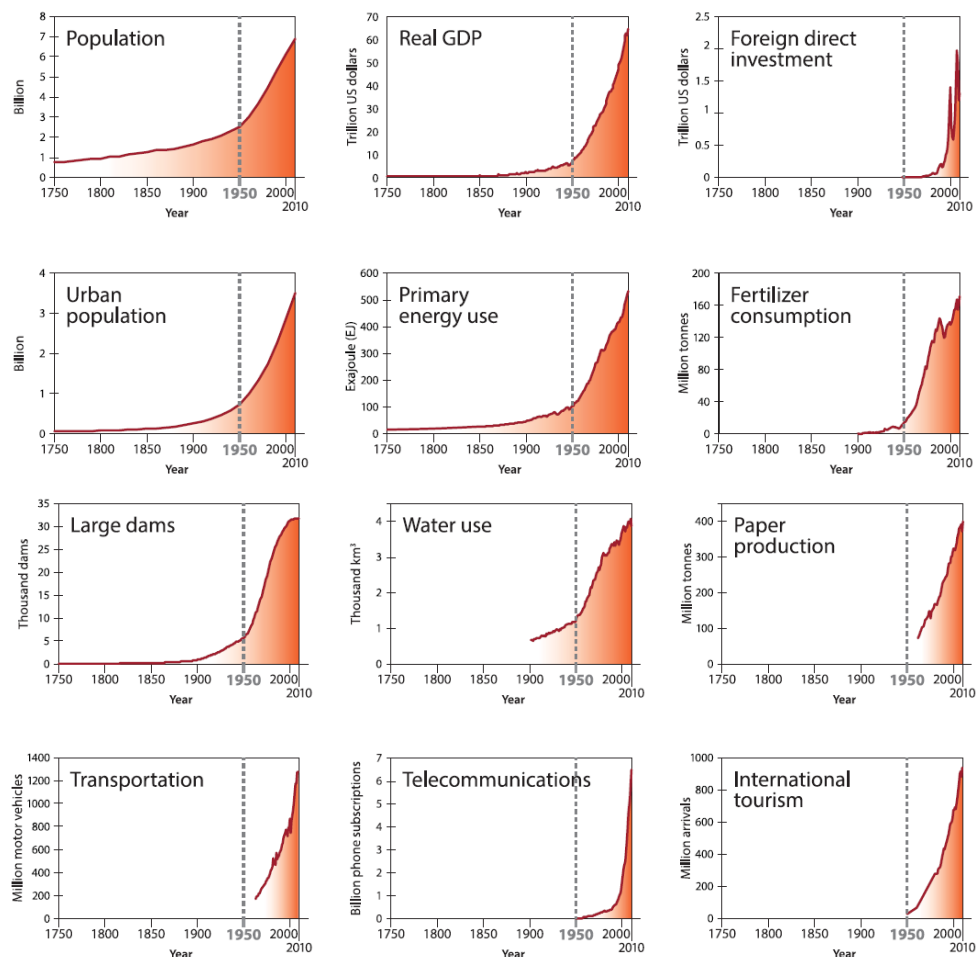 Population
8
7
6
5
4
3
2
1
0
Billion
1750 1800 1850 1900 1950 2000
2010
Year
Real GDP
70
60
50
40
30
20
10
0
Trillion US dollars
1750 1800 1850 1900 1950 2000
2010
Year
Foreign direct
investment
2.5
2
1.5
1
0.5
0
Trillion US dollars
1750 1800 1850 1900 1950 2000
2010
Year
Urban
population
4
3
2
1
0
Billion
1750 1800 1850 1900 1950 2000
2010
Year
Primary
energy use
600
500
400
300
200
100
0
Exajoule (EJ)
1750 1800 1850 1900 1950 2000
2010
Year
Fertilizer
consumption
200
160
120
80
40
0
Million tonnes
1750 1800 1850 1900 1950 2000
2010
Year
Large dams
35
30
25
20
15
10
5
0
Thousand dams
1750 1800 1850 1900 1950 2000
2010
Year
Water use
4
3
2
1
0
Thousand km³
1750 1800 1850 1900 1950 2000
2010
Year
Paper
production
400
300
200
100
0
Million tonnes
1750 1800 1850 1900 1950 2000
2010
Year
Transportation
1400
1200
1000
800
600
400
200
0
Million motor vehicles
1750 1800 1850 1900 1950 2000
2010
Year
Telecommunications
7
6
5
4
3
2
1
0
Billion phone subscriptions
1750 1800 1850 1900 1950 2000
2010
Year
International
tourism
1000
800
600
400
200
0
Million arrivals
1750 1800 1850 1900 1950 2000
2010
Year